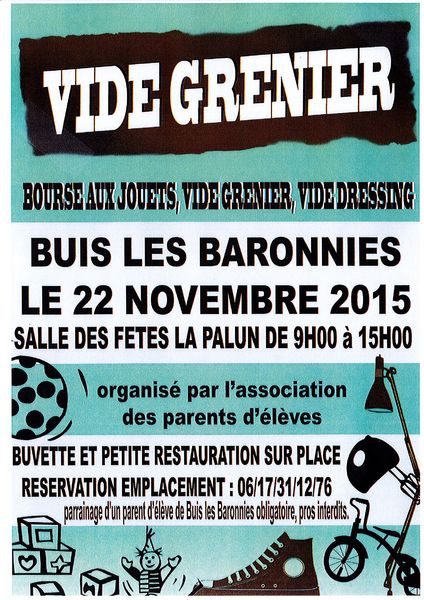 VIDE GRENIER
BOURSE AUX JOUETS, VIDE GRENIER, VIDE DRESSING
BUIS LES BARONNIES
LE 22 NOVEMBRE 2015
SALLE DES FETES LA PALUN DE 9H00 à 15H00
organisé par l'association
des parents d'élèves
BUVETTE ET PETITE RESTAURATION SUR PLACE
RESERVATION EMPLACEMENT : 06/17/31/12/76
parrainage d'un parent d'élève de Buis les Baronnies obligatoire, pros interdits.